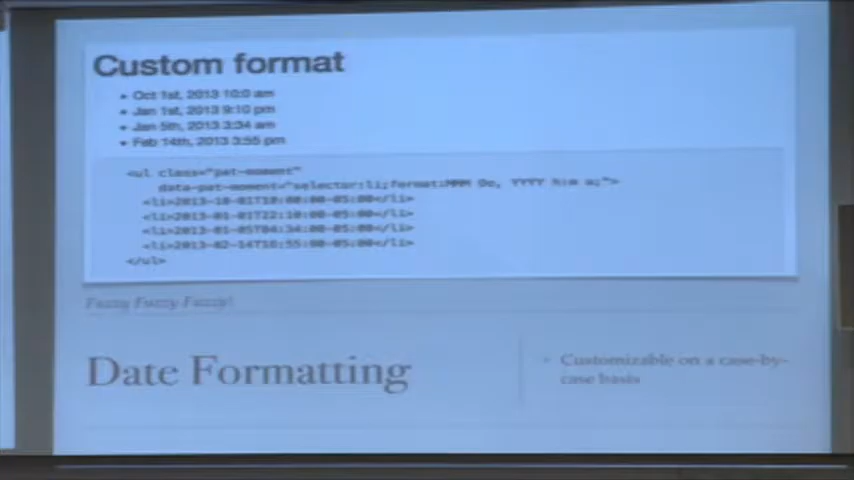 Custom format
• Oct 1st, 2013 10:0 am
• Jan 1st, 2013 9:10 pm
• Jan 5th, 2013 3:34 am
• Feb 14th, 2013 3:55 pm
<ul class="pat-moment"
data-pat-moment="selector:li;format:MMM Do, YYYY h:m a;">
<li>2013-10-01T10:00:00-05:00</li>
<li>2013-01-01T22:10:00-05:00</li>
<li>2013-01-05T04:34:00-05:00</li>
<li>2013-02-14T16:55:00-05:00</li>
</ul>
Fuzzy Fuzzy Fuzzy!
Date Formatting
• Customizable on a case-by-
case basis